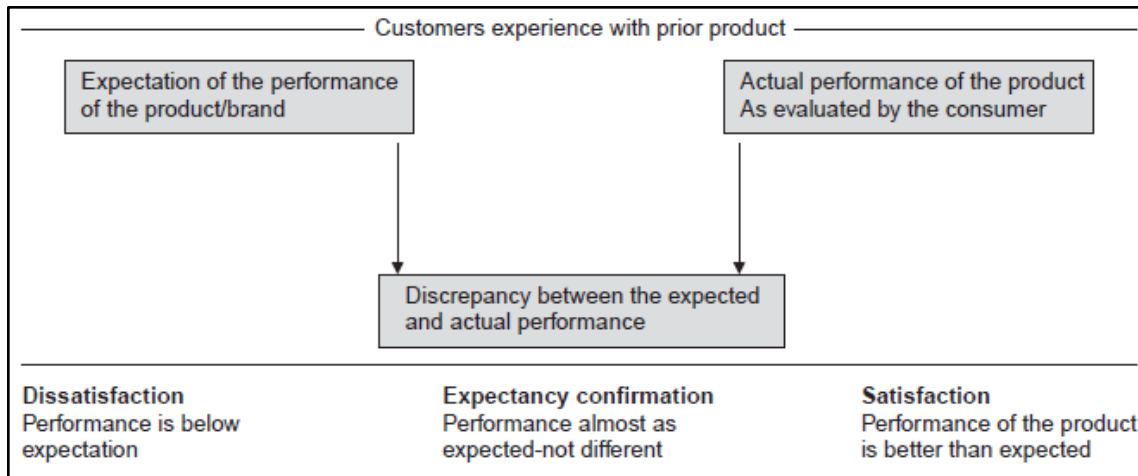 Customers experience with prior product
Expectation of the performance
of the product/brand
Actual performance of the product
As evaluated by the consumer
Discrepancy between the expected
and actual performance
Dissatisfaction
Performance is below
expectation
Expectancy confirmation
Performance almost as
expected-not different
Satisfaction
Performance of the product
is better than expected